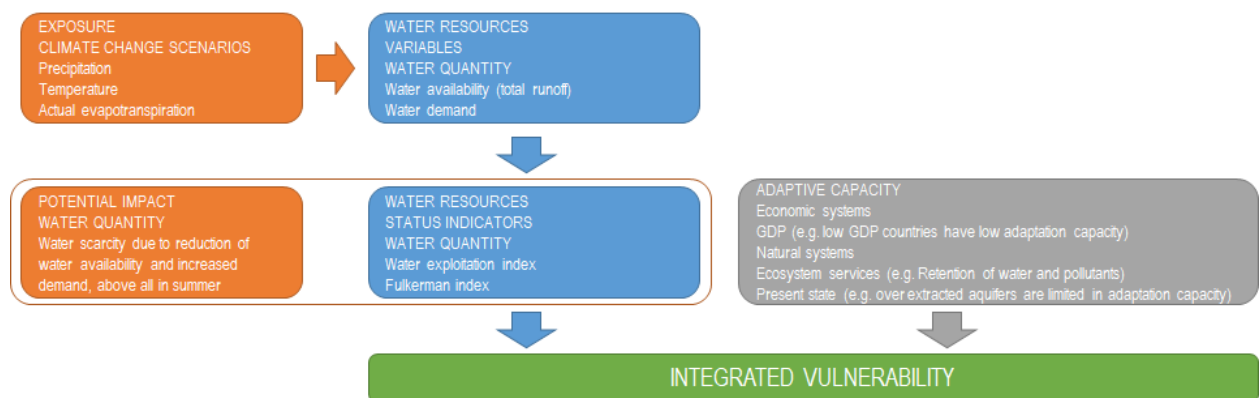 EXPOSURE
CLIMATE CHANGE SCENARIOS
Precipitation
Temperature
Actual evapotranspiration
WATER RESOURCES
VARIABLES
WATER QUANTITY
Water availability (total runoff)
Water demand
POTENTIAL IMPACT
WATER QUANTITY
Water scarcity due to reduction of
water availability and increased
demand, above all in summer
WATER RESOURCES
STATUS INDICATORS
WATER QUANTITY
Water exploitation index
Fulkerman index
ADAPTIVE CAPACITY
Economic systems
GDP (e.g. low GDP countries have low adaptation capacity)
Natural systems
Ecosystem services (e.g. Retention of water and pollutants)
Present state (e.g. over extracted aquifers are limited in adaptation capacity)
INTEGRATED VULNERABILITY